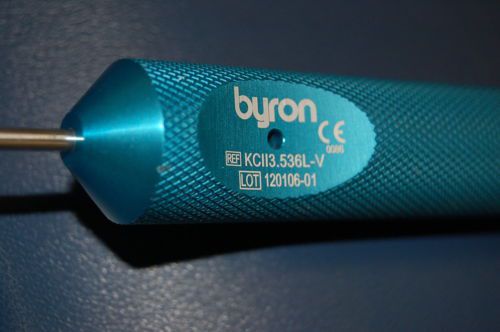 byron
CE
0086
REF KCII3.536L-V
LOT 120106-01